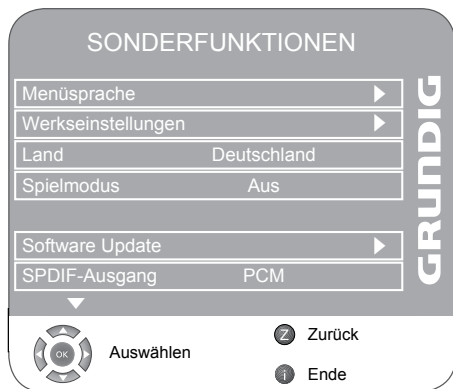 SONDERFUNKTIONEN
Menüsprache
Werkseinstellungen
Land Deutschland
Spielmodus Aus
Software Update
SPDIF-Ausgang PCM
GRUNDIG
OK
Auswählen
Z Zurück
i Ende